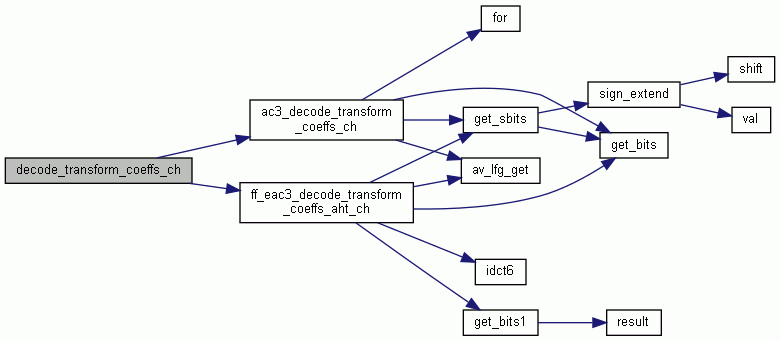 for
shift
sign_extend
ac3_decode_transform
_coeffs_ch
get_sbits
val
get_bits
decode_transform_coeffs_ch
av_lfg_get
ff_eac3_decode_transform
_coeffs_aht_ch
idct6
get_bits1
result